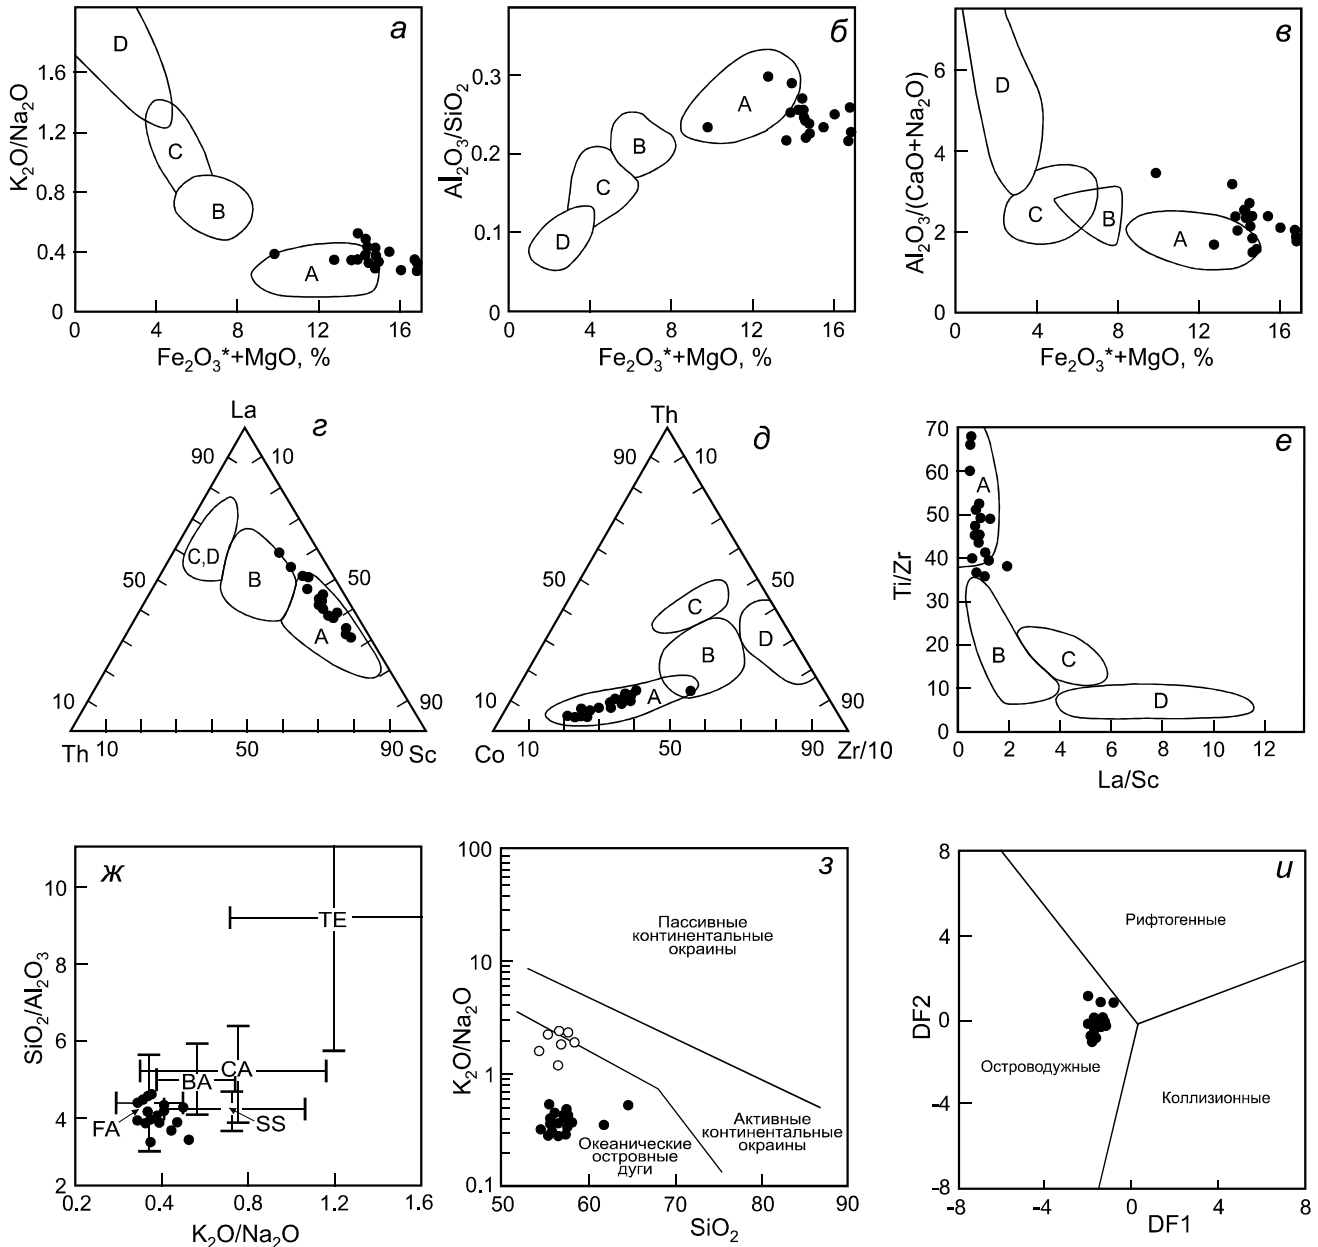 а
K₂O/Na₂O
1.6
1.2
0.8
0.4
0
0
4
8
12
16
D
C
B
A
Fe₂O₃*+MgO, %
б
Al₂O₃/SiO₂
0.3
0.2
0.1
0
0
4
8
12
16
A
B
C
D
Fe₂O₃*+MgO, %
в
Al₂O₃/(CaO+Na₂O)
6
4
2
0
0
4
8
12
16
D
C
B
A
Fe₂O₃*+MgO, %
г
La
90
10
C,D
B
A
50
50
10
90
Th
10
50
90
Sc
д
Th
90
10
50
50
C
B
D
A
10
90
Co
10
50
90
Zr/10
е
Ti/Zr
70
60
50
40
30
20
10
0
0
2
4
6
8
10
12
A
B
C
D
La/Sc
ж
SiO₂/Al₂O₃
10
8
6
4
2
0.2
0.4
0.8
1.2
1.6
TE
CA
BA
SS
FA
K₂O/Na₂O
з
K₂O/Na₂O
100
10
2
1
0.1
50
60
70
80
90
Пассивные
континентальные
окраины
Активные
континентальные
окраины
Океанические
островные
дуги
SiO₂
и
DF2
8
4
0
-4
-8
-8
-4
0
4
8
Рифтогенные
Островодужные
Коллизионные
DF1